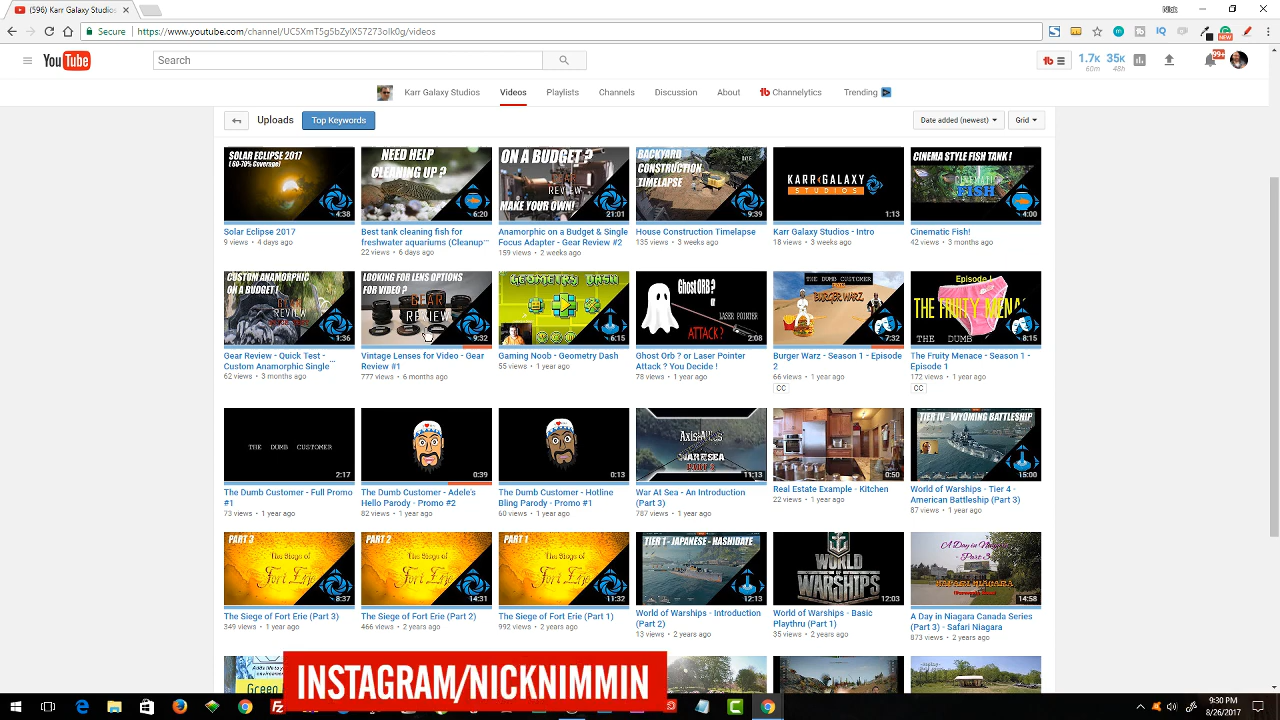 (596) Karr Galaxy Studios
Nick
Secure
https://www.youtube.com/channel/UC5XmT5g5bZyIX57273oIk0g/videos
YouTube
Search
1.7K
60m
35K
48h
99+
NEW
Karr Galaxy Studios
Videos
Playlists
Channels
Discussion
About
Channelytics
Trending
Uploads
Top Keywords
Date added (newest)
Grid
SOLAR ECLIPSE 2017
(60-70% Coverage)
4:38
Solar Eclipse 2017
9 views • 4 days ago
NEED HELP
CLEANING UP ?
6:20
Best tank cleaning fish for
freshwater aquariums (Cleanup…
22 views • 6 days ago
ON A BUDGET ?
REVIEW
MAKE YOUR OWN!
21:01
Anamorphic on a Budget & Single
Focus Adapter - Gear Review #2
159 views • 2 weeks ago
BACKYARD
CONSTRUCTION
TIMELAPSE
9:39
House Construction Timelapse
135 views • 3 weeks ago
KARR GALAXY
STUDIOS
1:13
Karr Galaxy Studios - Intro
18 views • 3 weeks ago
CINEMA STYLE FISH TANK !
CINEMATIC
FISH
4:00
Cinematic Fish!
42 views • 3 months ago
CUSTOM ANAMORPHIC
ON A BUDGET !
GEAR
REVIEW
1:36
Gear Review - Quick Test -
Custom Anamorphic Single …
62 views • 3 months ago
LOOKING FOR LENS OPTIONS
FOR VIDEO ?
GEAR
REVIEW
9:32
Vintage Lenses for Video - Gear
Review #1
777 views • 6 months ago
GEOMETRY DASH
6:15
Gaming Noob - Geometry Dash
55 views • 1 year ago
Ghost ORB ?
or
LASER POINTER
ATTACK ?
2:08
Ghost Orb ? or Laser Pointer
Attack ? You Decide !
78 views • 1 year ago
THE DUMB CUSTOMER
BURGER WARZ
7:32
Burger Warz - Season 1 - Episode
2
66 views • 1 year ago
CC
Episode 1
THE FRUITY MENA
THE DUMB
8:15
The Fruity Menace - Season 1 -
Episode 1
172 views • 1 year ago
CC
THE DUMB CUSTOMER
2:17
The Dumb Customer - Full Promo
#1
73 views • 1 year ago
0:39
The Dumb Customer - Adele's
Hello Parody - Promo #2
82 views • 1 year ago
0:13
The Dumb Customer - Hotline
Bling Parody - Promo #1
60 views • 1 year ago
WAR SEA
11:13
War At Sea - An Introduction
(Part 3)
787 views • 1 year ago
0:50
Real Estate Example - Kitchen
22 views • 1 year ago
TIER IV - WYOMING BATTLESHIP
15:00
World of Warships - Tier 4 -
American Battleship (Part 3)
87 views • 1 year ago
PART 3
The Siege of
Fort Erie
8:37
The Siege of Fort Erie (Part 3)
349 views • 1 year ago
PART 2
The Siege of
Fort Erie
14:31
The Siege of Fort Erie (Part 2)
466 views • 2 years ago
PART 1
The Siege of
Fort Erie
11:32
The Siege of Fort Erie (Part 1)
992 views • 2 years ago
TIER 1 - JAPANESE - HASHIDATE
12:13
World of Warships - Introduction
(Part 2)
13 views • 2 years ago
WORLD
OF
WARSHIPS
12:03
World of Warships - Basic
Playthru (Part 1)
35 views • 2 years ago
A Day in Niagara
- Part 3 -
SAFARI NIAGARA
14:58
A Day in Niagara Canada Series
(Part 3) - Safari Niagara
873 views • 2 years ago
Green
INSTAGRAM/NICKNIMMIN
9:30 PM
8/26/2017